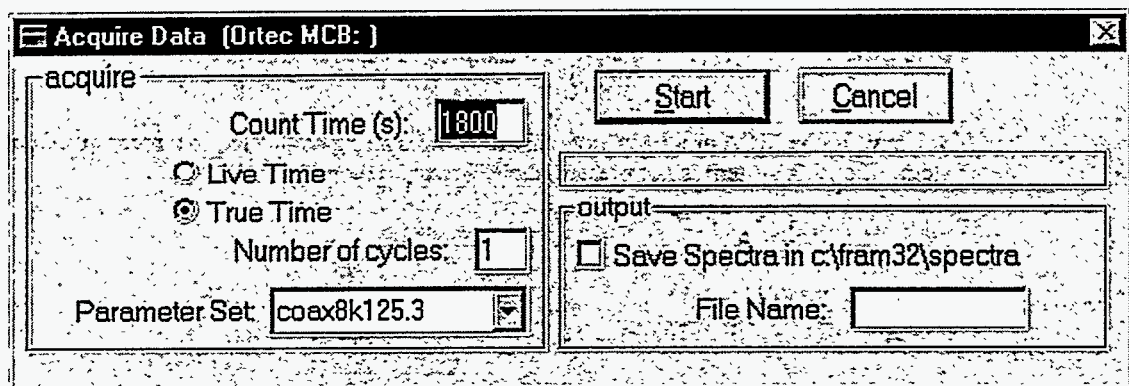 Acquire Data (Ortec MCB: )
acquire
Count Time (s): 1800
Live Time
True Time
Number of cycles: 1
Parameter Set: coax8k125.3
Start Cancel
output
Save Spectra in c:\fram32\spectra
File Name: